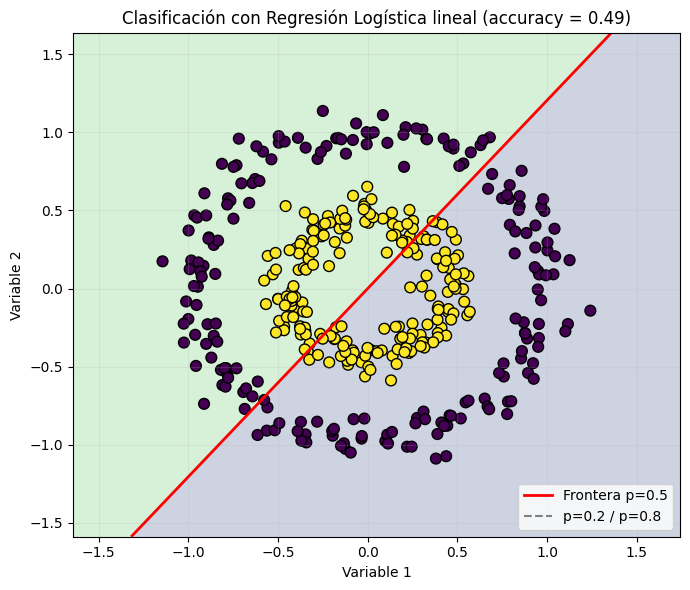 Clasificación con Regresión Logística lineal (accuracy = 0.49)
1.5
1.0
0.5
0.0
−0.5
−1.0
−1.5
Variable 2
Frontera p=0.5
p=0.2 / p=0.8
−1.5 −1.0 −0.5 0.0 0.5 1.0 1.5
Variable 1